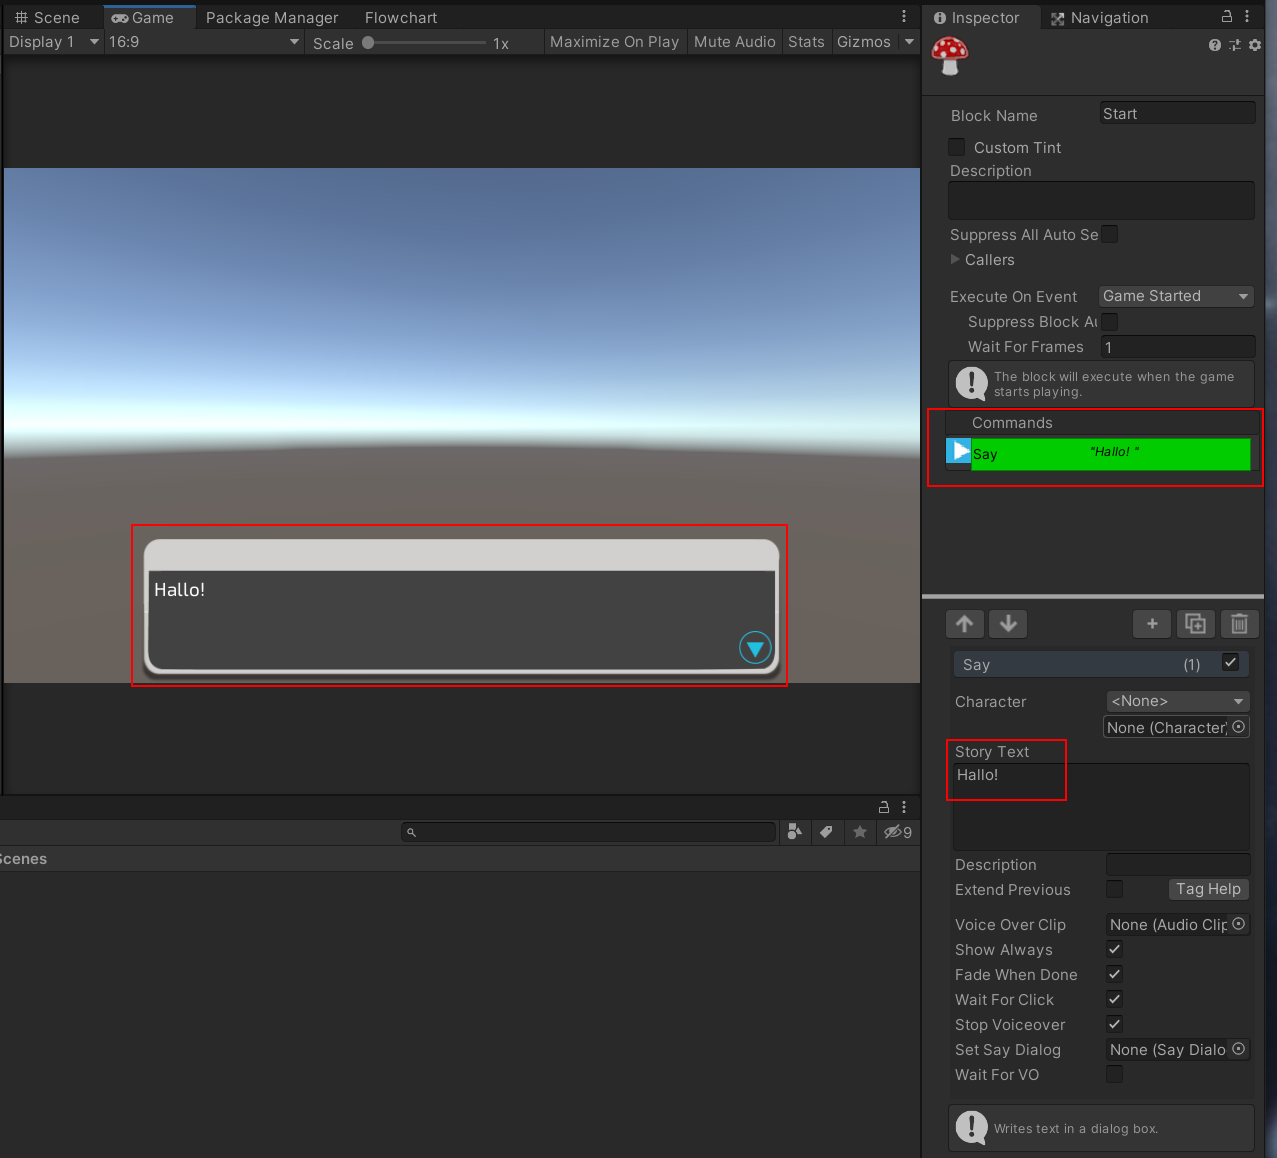 Scene Game Package Manager Flowchart
Display 1 16:9 Scale 1x Maximize On Play Mute Audio Stats Gizmos
Hallo!
9
Scenes
Inspector Navigation
Block Name Start
Custom Tint
Description
Suppress All Auto Se
Callers
Execute On Event Game Started
Suppress Block Au
Wait For Frames 1
The block will execute when the game
starts playing.
Commands
Say "Hallo! "
Say (1)
Character <None>
None (Character)
Story Text
Hallo!
Description
Extend Previous Tag Help
Voice Over Clip None (Audio Clip
Show Always
Fade When Done
Wait For Click
Stop Voiceover
Set Say Dialog None (Say Dialo
Wait For VO
Writes text in a dialog box.